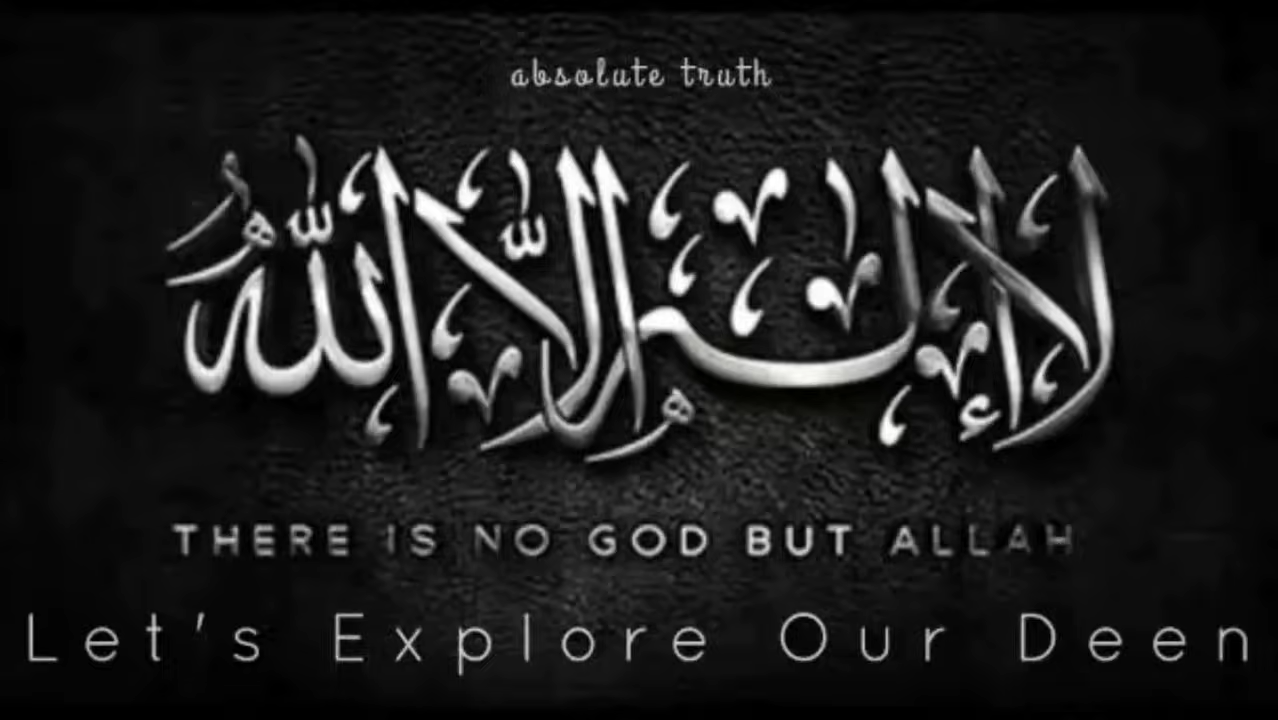 absolute truth
لا إله إلا الله
THERE IS NO GOD BUT ALLAH
Let's Explore Our Deen